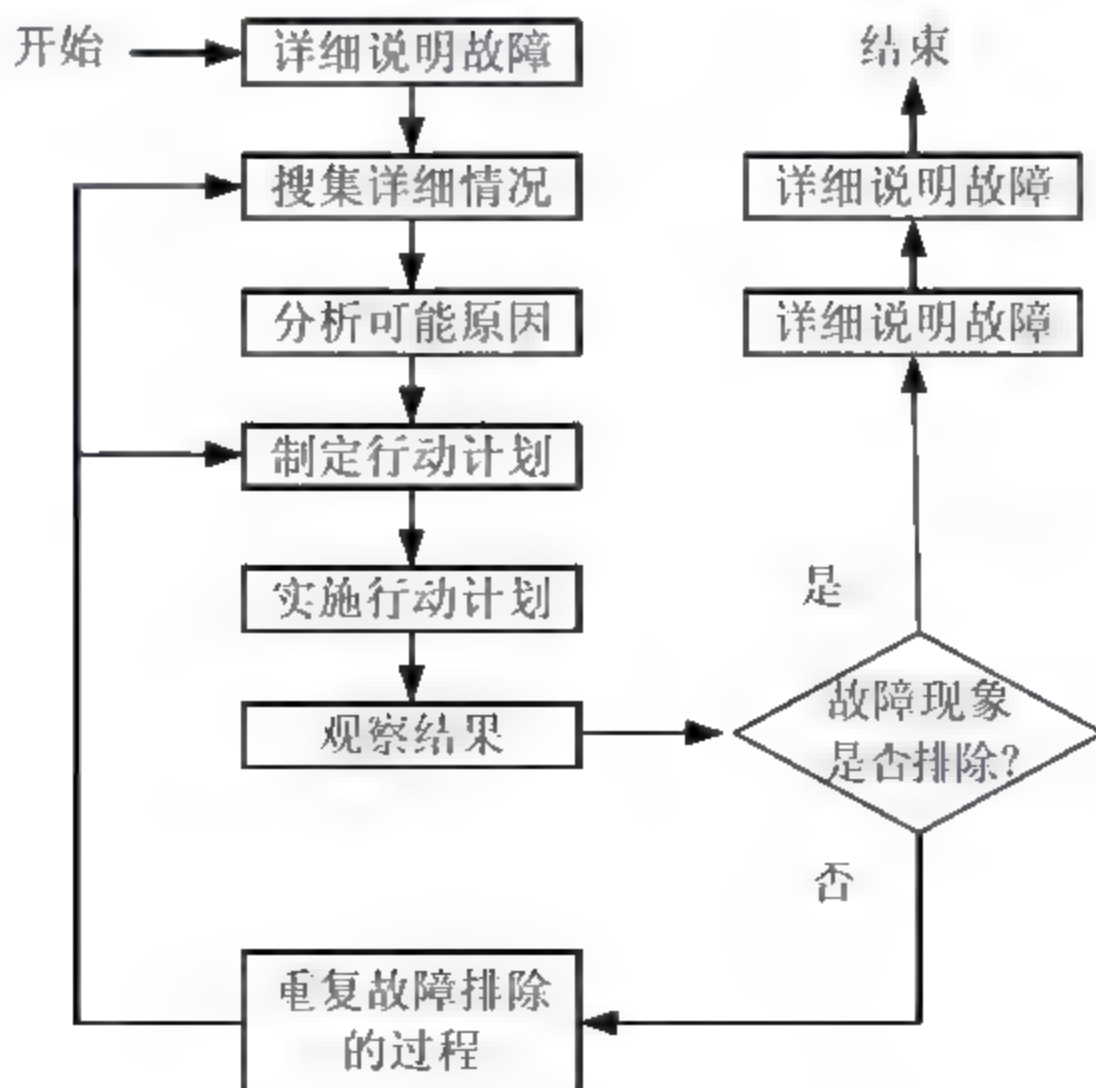 开始
详细说明故障
搜集详细情况
分析可能原因
制定行动计划
实施行动计划
观察结果
故障现象
是否排除?
是
详细说明故障
详细说明故障
结束
否
重复故障排除
的过程